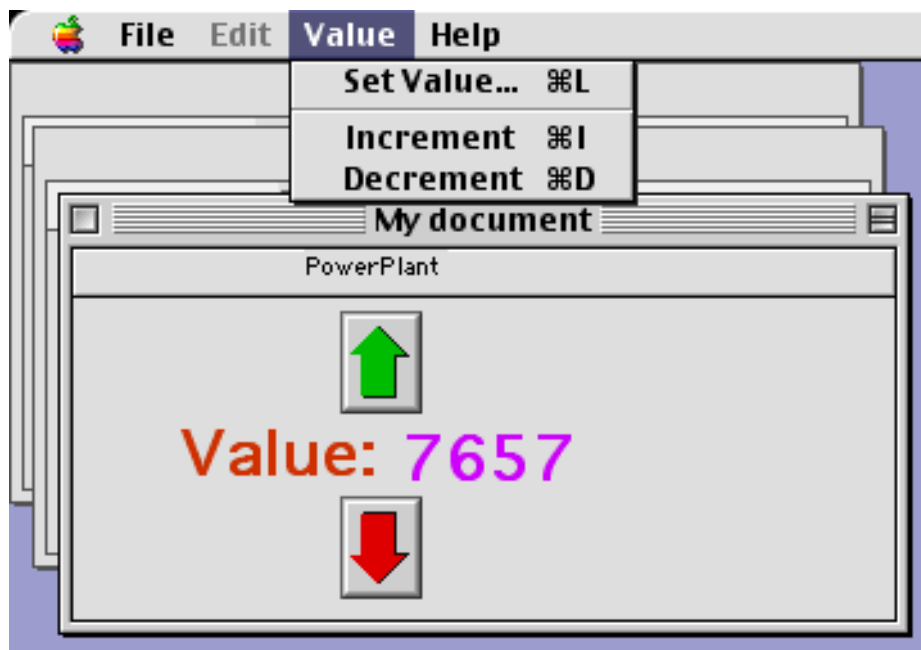 File Edit Value Help
Set Value... ⌘L
Increment ⌘I
Decrement ⌘D
My document
PowerPlant
Value: 7657